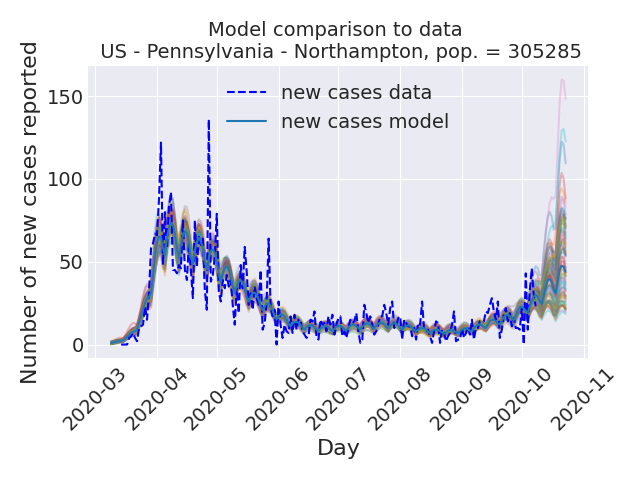 Model comparison to data
US - Pennsylvania - Northampton, pop. = 305285
new cases data
new cases model
Number of new cases reported
150
100
50
0
2020-03
2020-04
2020-05
2020-06
2020-07
2020-08
2020-09
2020-10
2020-11
Day